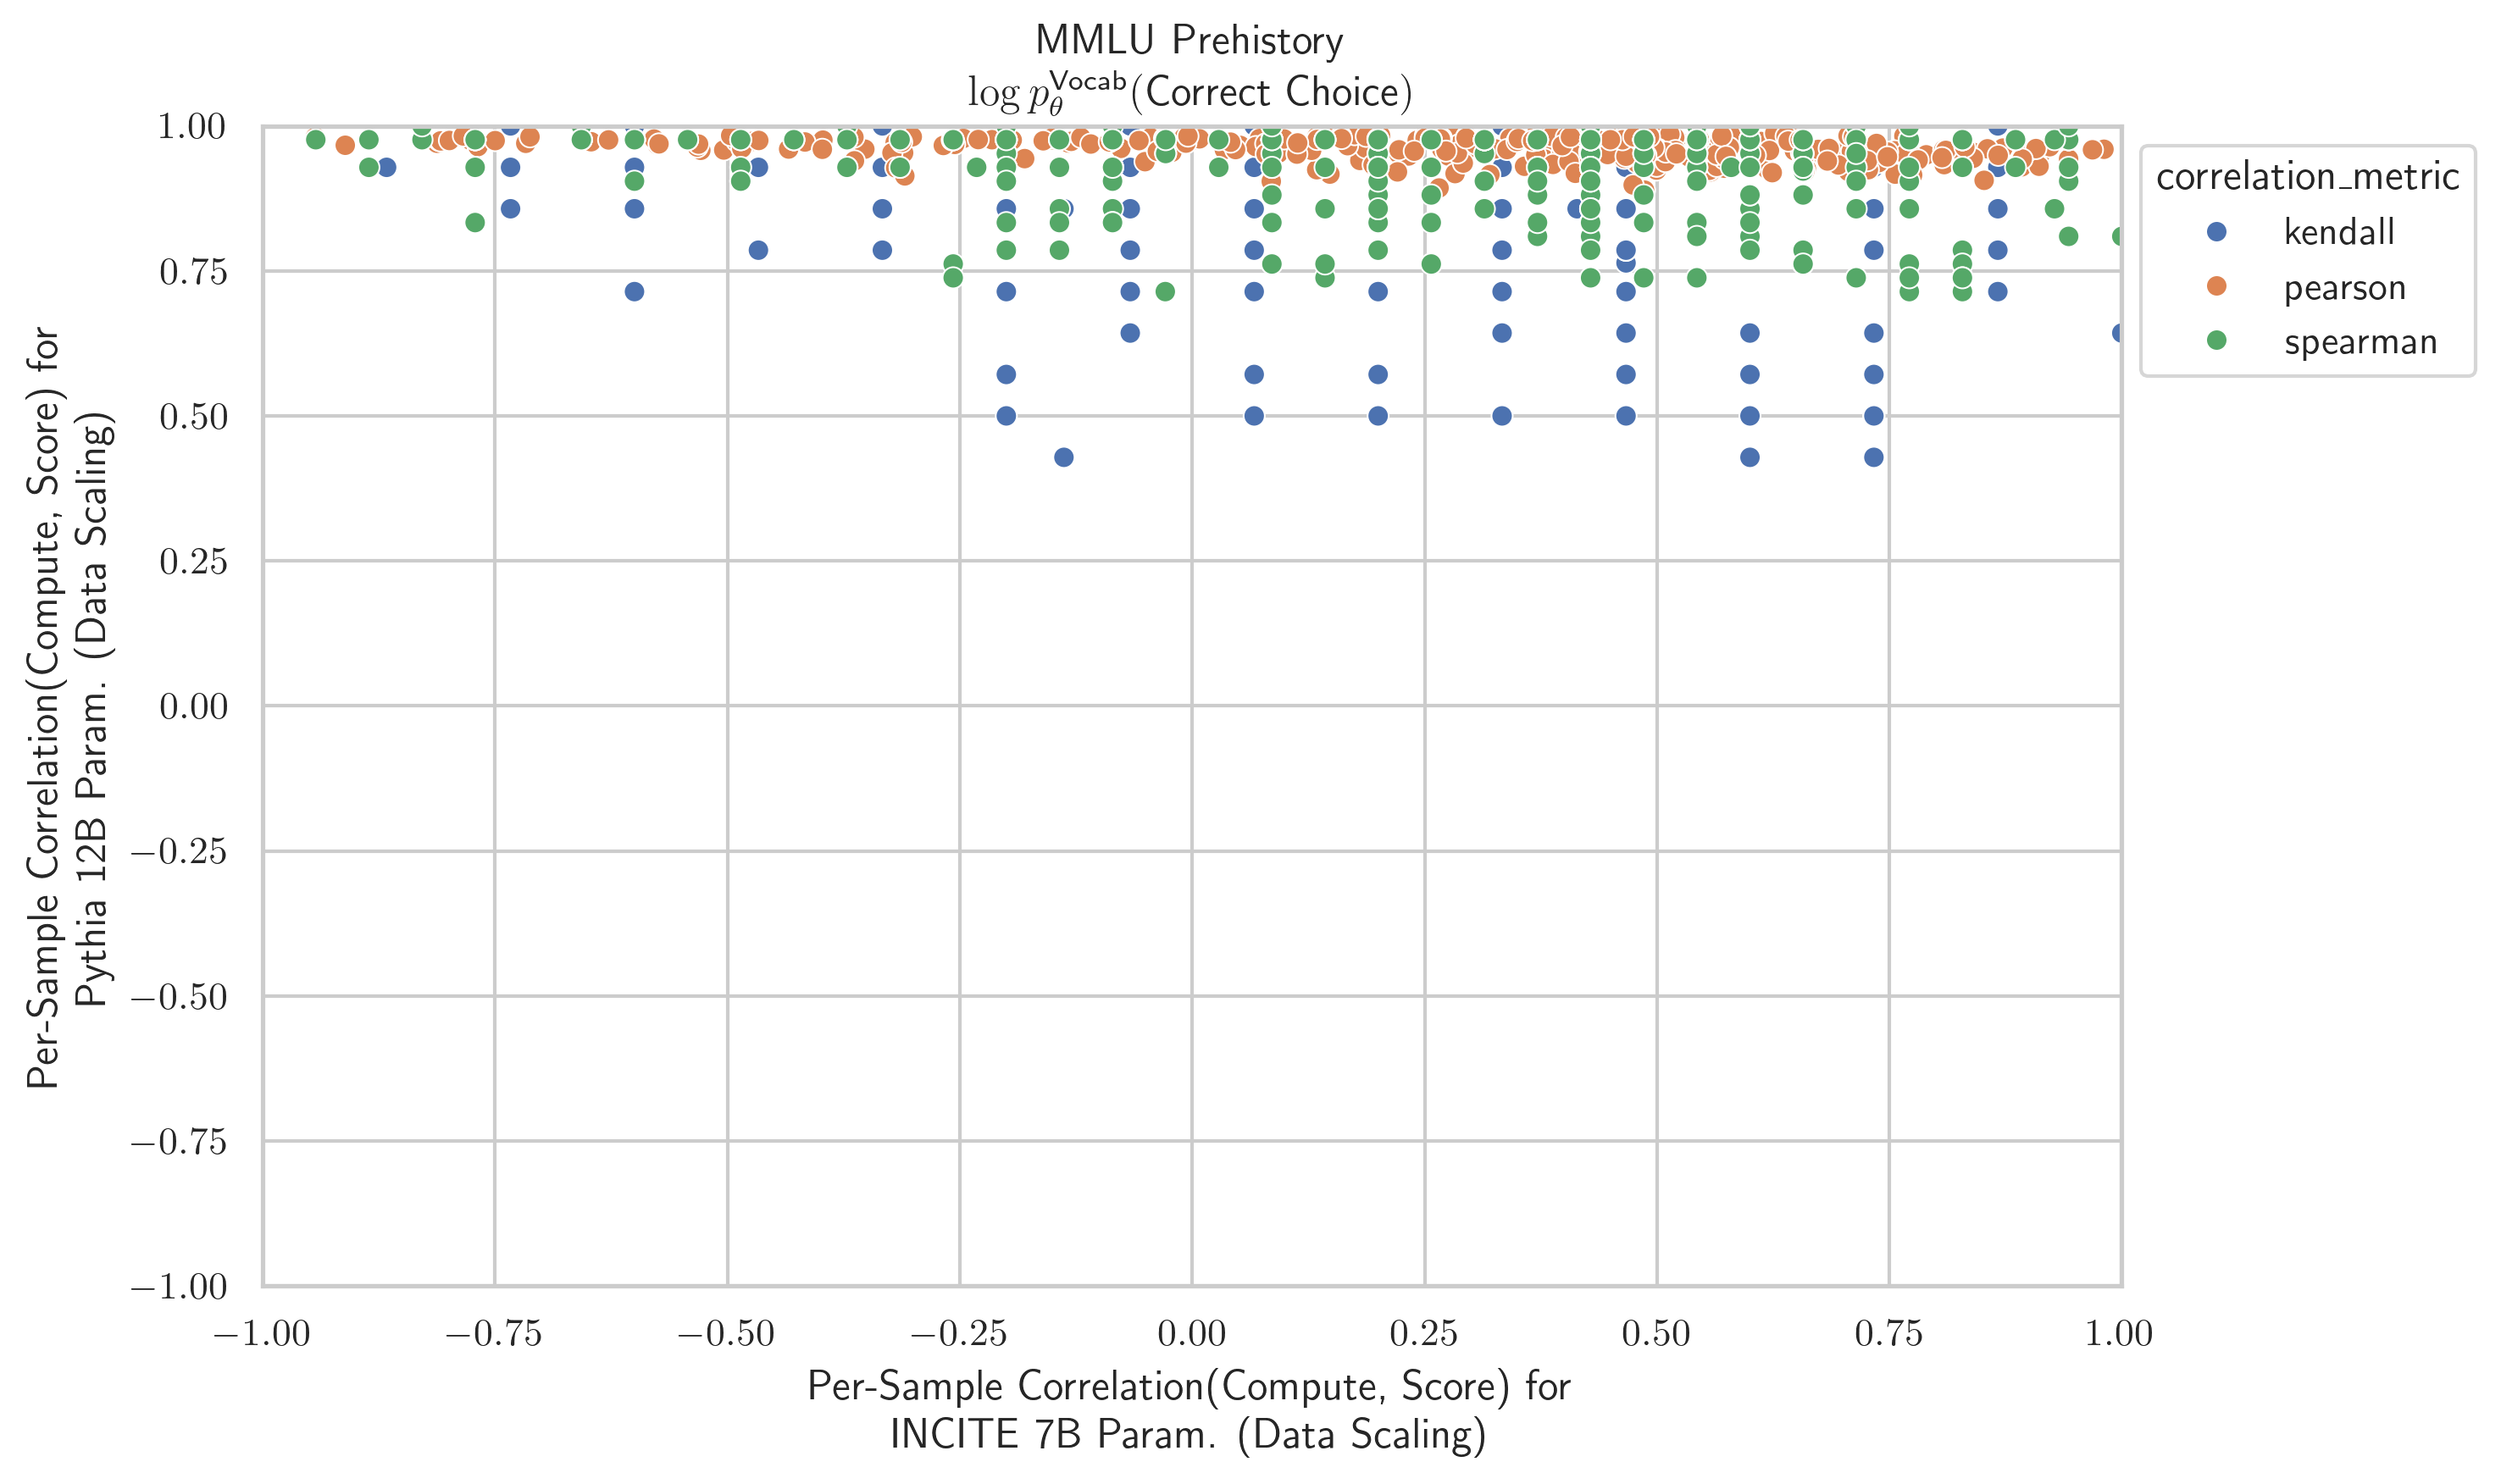 MMLU Prehistory
log p_θ^Vocab(Correct Choice)
1.00
0.75
0.50
0.25
0.00
−0.25
−0.50
−0.75
−1.00
Per-Sample Correlation(Compute, Score) for
Pythia 12B Param. (Data Scaling)
−1.00 −0.75 −0.50 −0.25 0.00 0.25 0.50 0.75 1.00
Per-Sample Correlation(Compute, Score) for
INCITE 7B Param. (Data Scaling)
correlation_metric
kendall
pearson
spearman